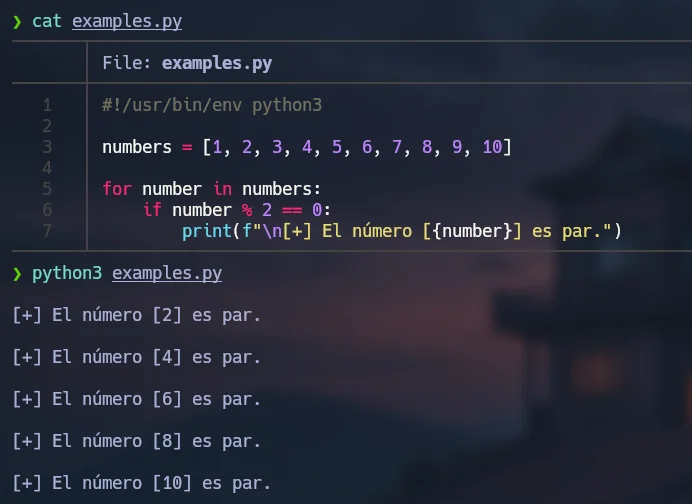 ❯ cat examples.py
File: examples.py
1 #!/usr/bin/env python3
2
3 numbers = [1, 2, 3, 4, 5, 6, 7, 8, 9, 10]
4
5 for number in numbers:
6     if number % 2 == 0:
7         print(f"\n[+] El número [{number}] es par.")
❯ python3 examples.py
[+] El número [2] es par.
[+] El número [4] es par.
[+] El número [6] es par.
[+] El número [8] es par.
[+] El número [10] es par.